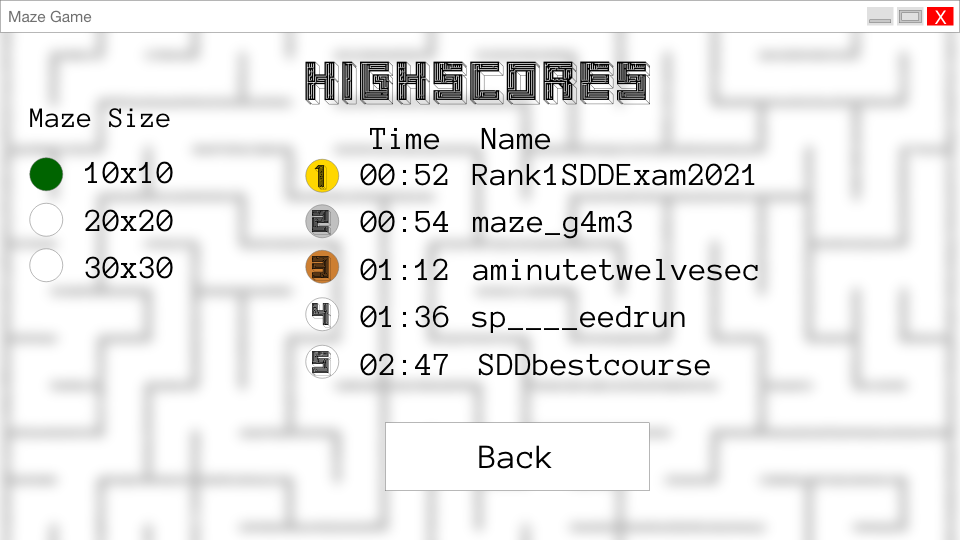 Maze Game
X
HIGHSCORES
Maze Size
10x10
20x20
30x30
Time Name
1 00:52 Rank1SDDExam2021
2 00:54 maze_g4m3
3 01:12 aminutetwelvesec
4 01:36 sp____eedrun
5 02:47 SDDbestcourse
Back